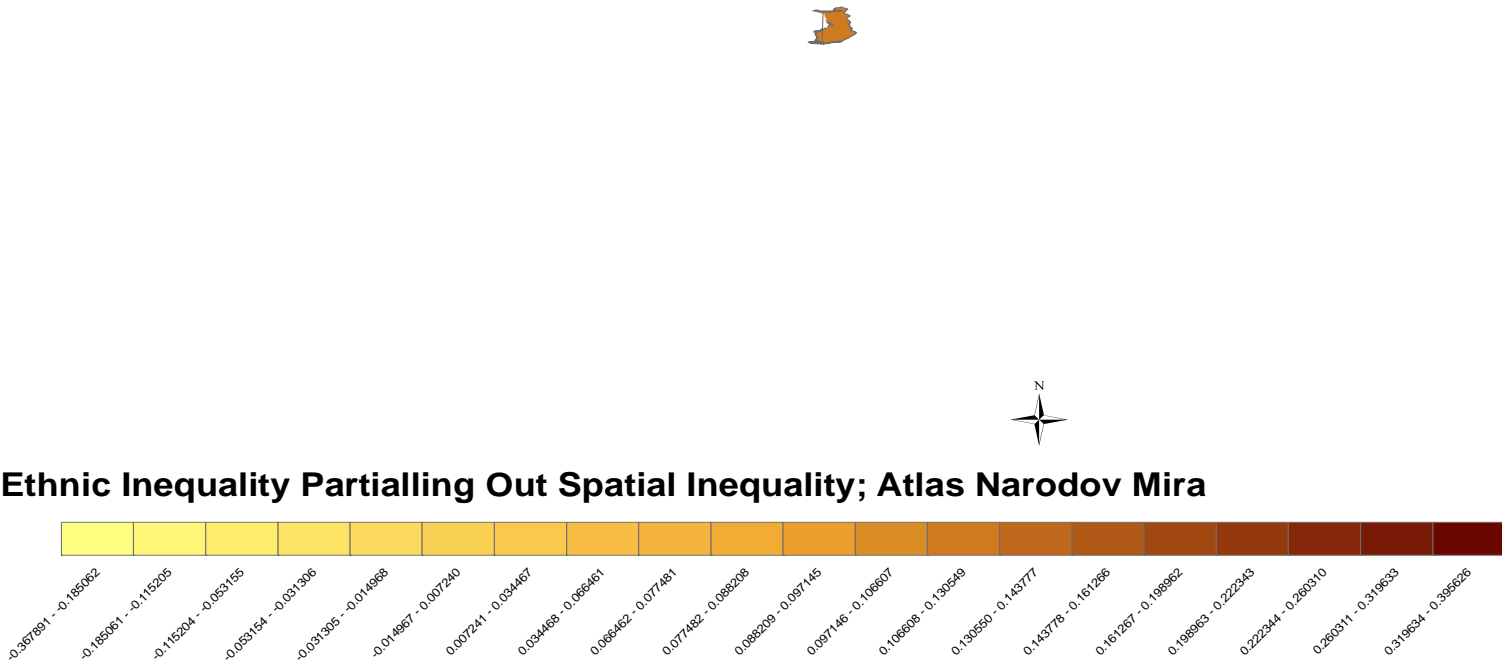 N
Ethnic Inequality Partialling Out Spatial Inequality; Atlas Narodov Mira
-0.367891 - -0.185062
-0.185061 - -0.115205
-0.115204 - -0.053155
-0.053154 - -0.031306
-0.031305 - -0.014968
-0.014967 - 0.007240
0.007241 - 0.034467
0.034468 - 0.066461
0.066462 - 0.077481
0.077482 - 0.088208
0.088209 - 0.097145
0.097146 - 0.106607
0.106608 - 0.130549
0.130550 - 0.143777
0.143778 - 0.161266
0.161267 - 0.198962
0.198963 - 0.222343
0.222344 - 0.260310
0.260311 - 0.319633
0.319634 - 0.395626